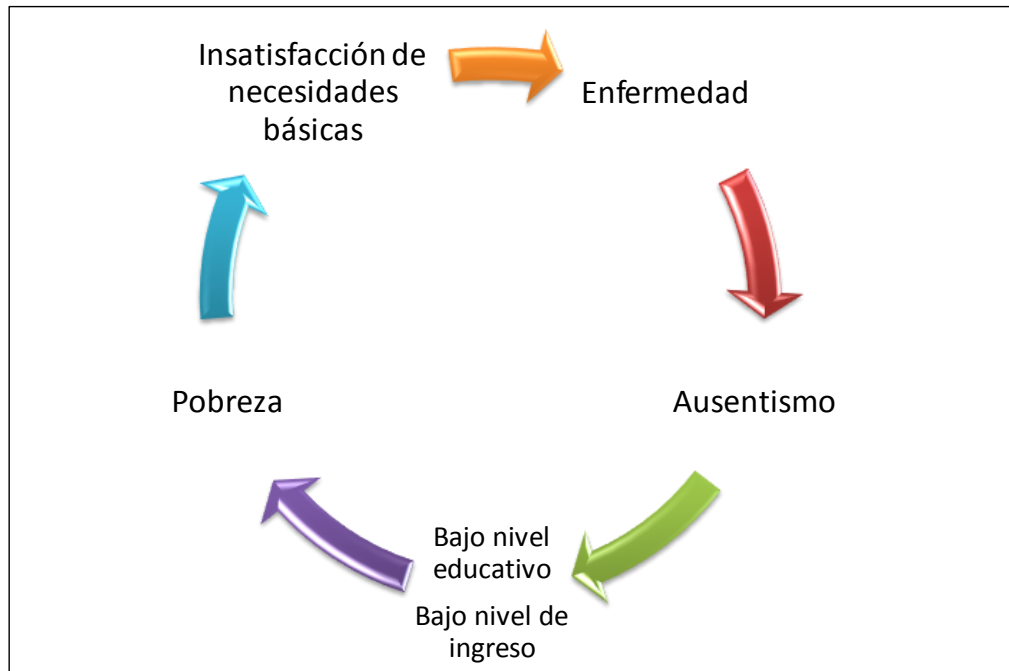 Insatisfacción de
necesidades
básicas
Enfermedad
Ausentismo
Bajo nivel
educativo
Bajo nivel de
ingreso
Pobreza